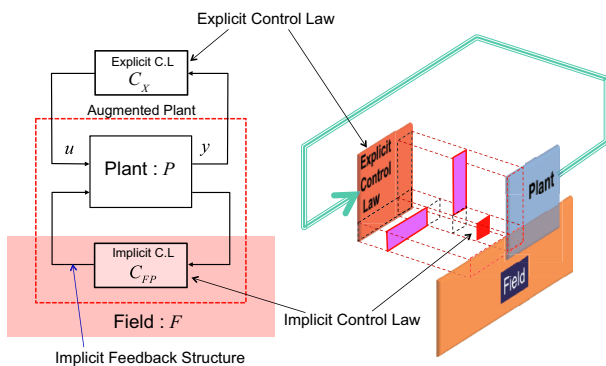 Explicit Control Law
Explicit C.L
C_X
Augmented Plant
u
y
Plant : P
Implicit C.L
C_FP
Field : F
Implicit Feedback Structure
Implicit Control Law
Explicit
Control
Law
Plant
Field